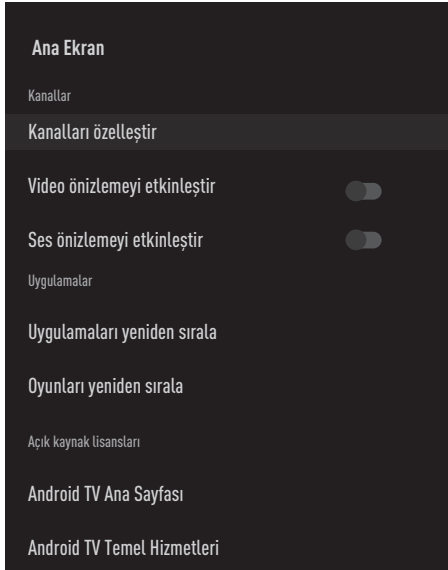 Ana Ekran
Kanallar
Kanalları özelleştir
Video önizlemeyi etkinleştir
Ses önizlemeyi etkinleştir
Uygulamalar
Uygulamaları yeniden sırala
Oyunları yeniden sırala
Açık kaynak lisansları
Android TV Ana Sayfası
Android TV Temel Hizmetleri